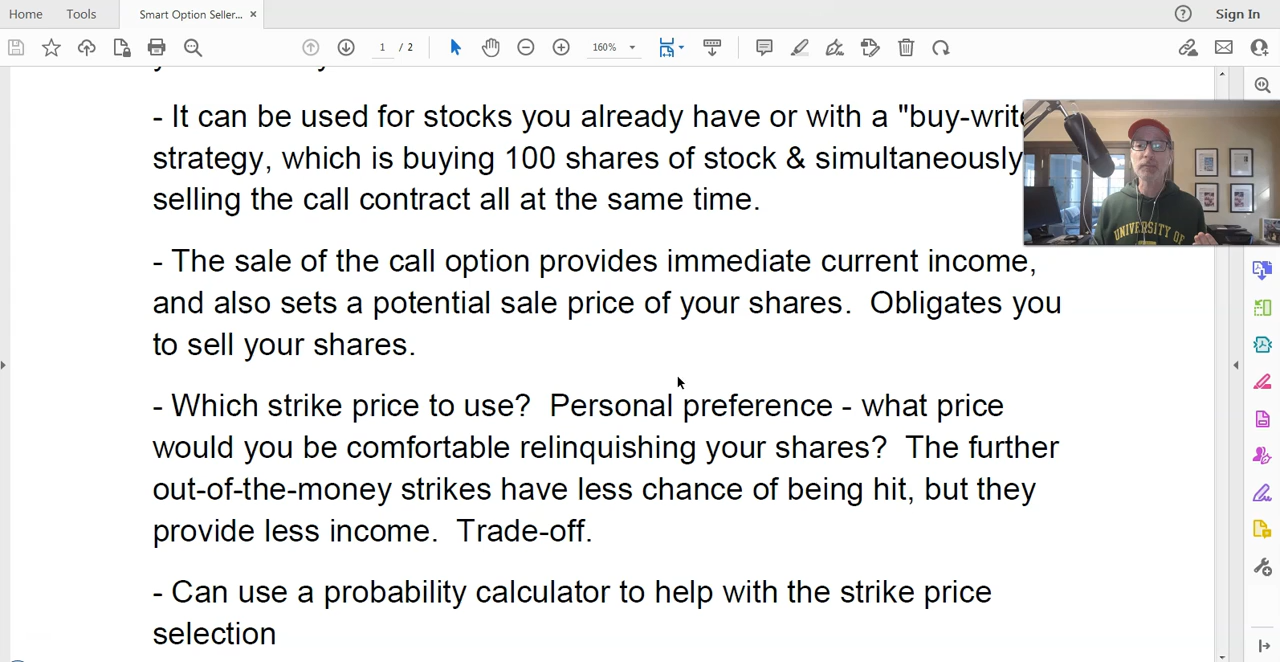 Home Tools Smart Option Seller... × Sign In
1 / 2 160%
- It can be used for stocks you already have or with a "buy-write
strategy, which is buying 100 shares of stock & simultaneously
selling the call contract all at the same time.
UNIVERSITY OF
- The sale of the call option provides immediate current income,
and also sets a potential sale price of your shares.  Obligates you
to sell your shares.
- Which strike price to use?  Personal preference - what price
would you be comfortable relinquishing your shares?  The further
out-of-the-money strikes have less chance of being hit, but they
provide less income.  Trade-off.
- Can use a probability calculator to help with the strike price
selection